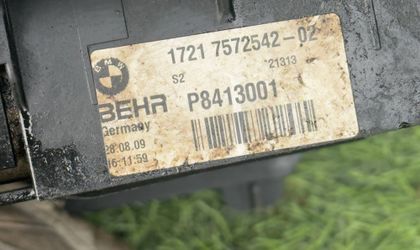 BMW
1721 7572542-02
S2
21313
BEHR
P8413001
Germany
28.08.09
16:11:59